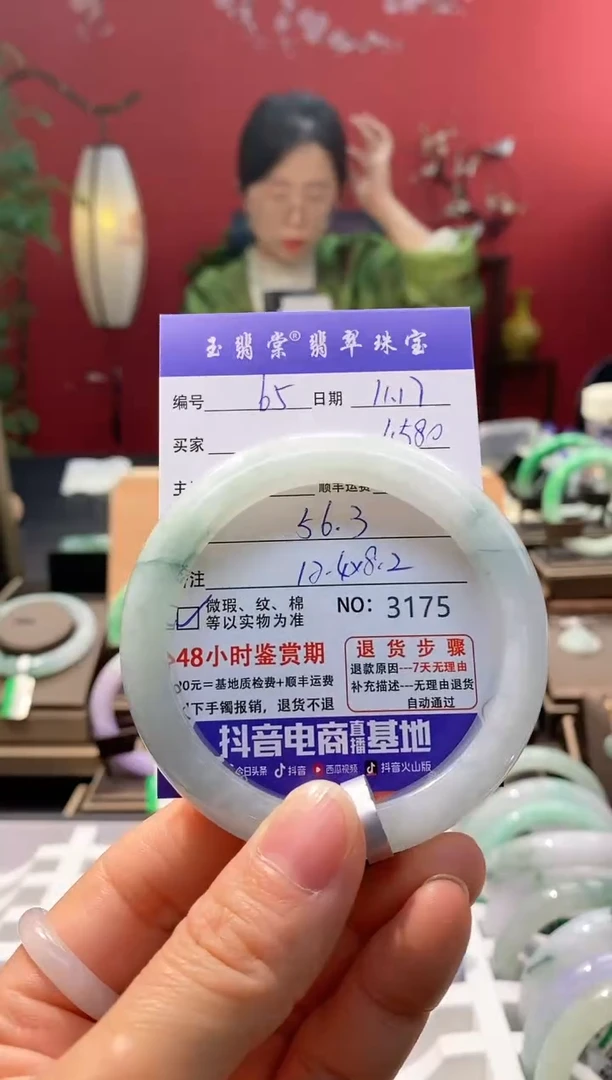 玉翡棠®翡翠珠宝
编号 65 日期 11.17
买家 1580
主 顺丰运费
56.3
注 12.4x8.2
微瑕、纹、棉
等以实物为准
NO: 3175
48小时鉴赏期
0元=基地质检费+顺丰运费
下手镯报销，退货不退
退货步骤
退款原因---7天无理由
补充描述---无理由退货
自动通过
抖音电商直播基地
今日头条 抖音 西瓜视频 抖音火山版